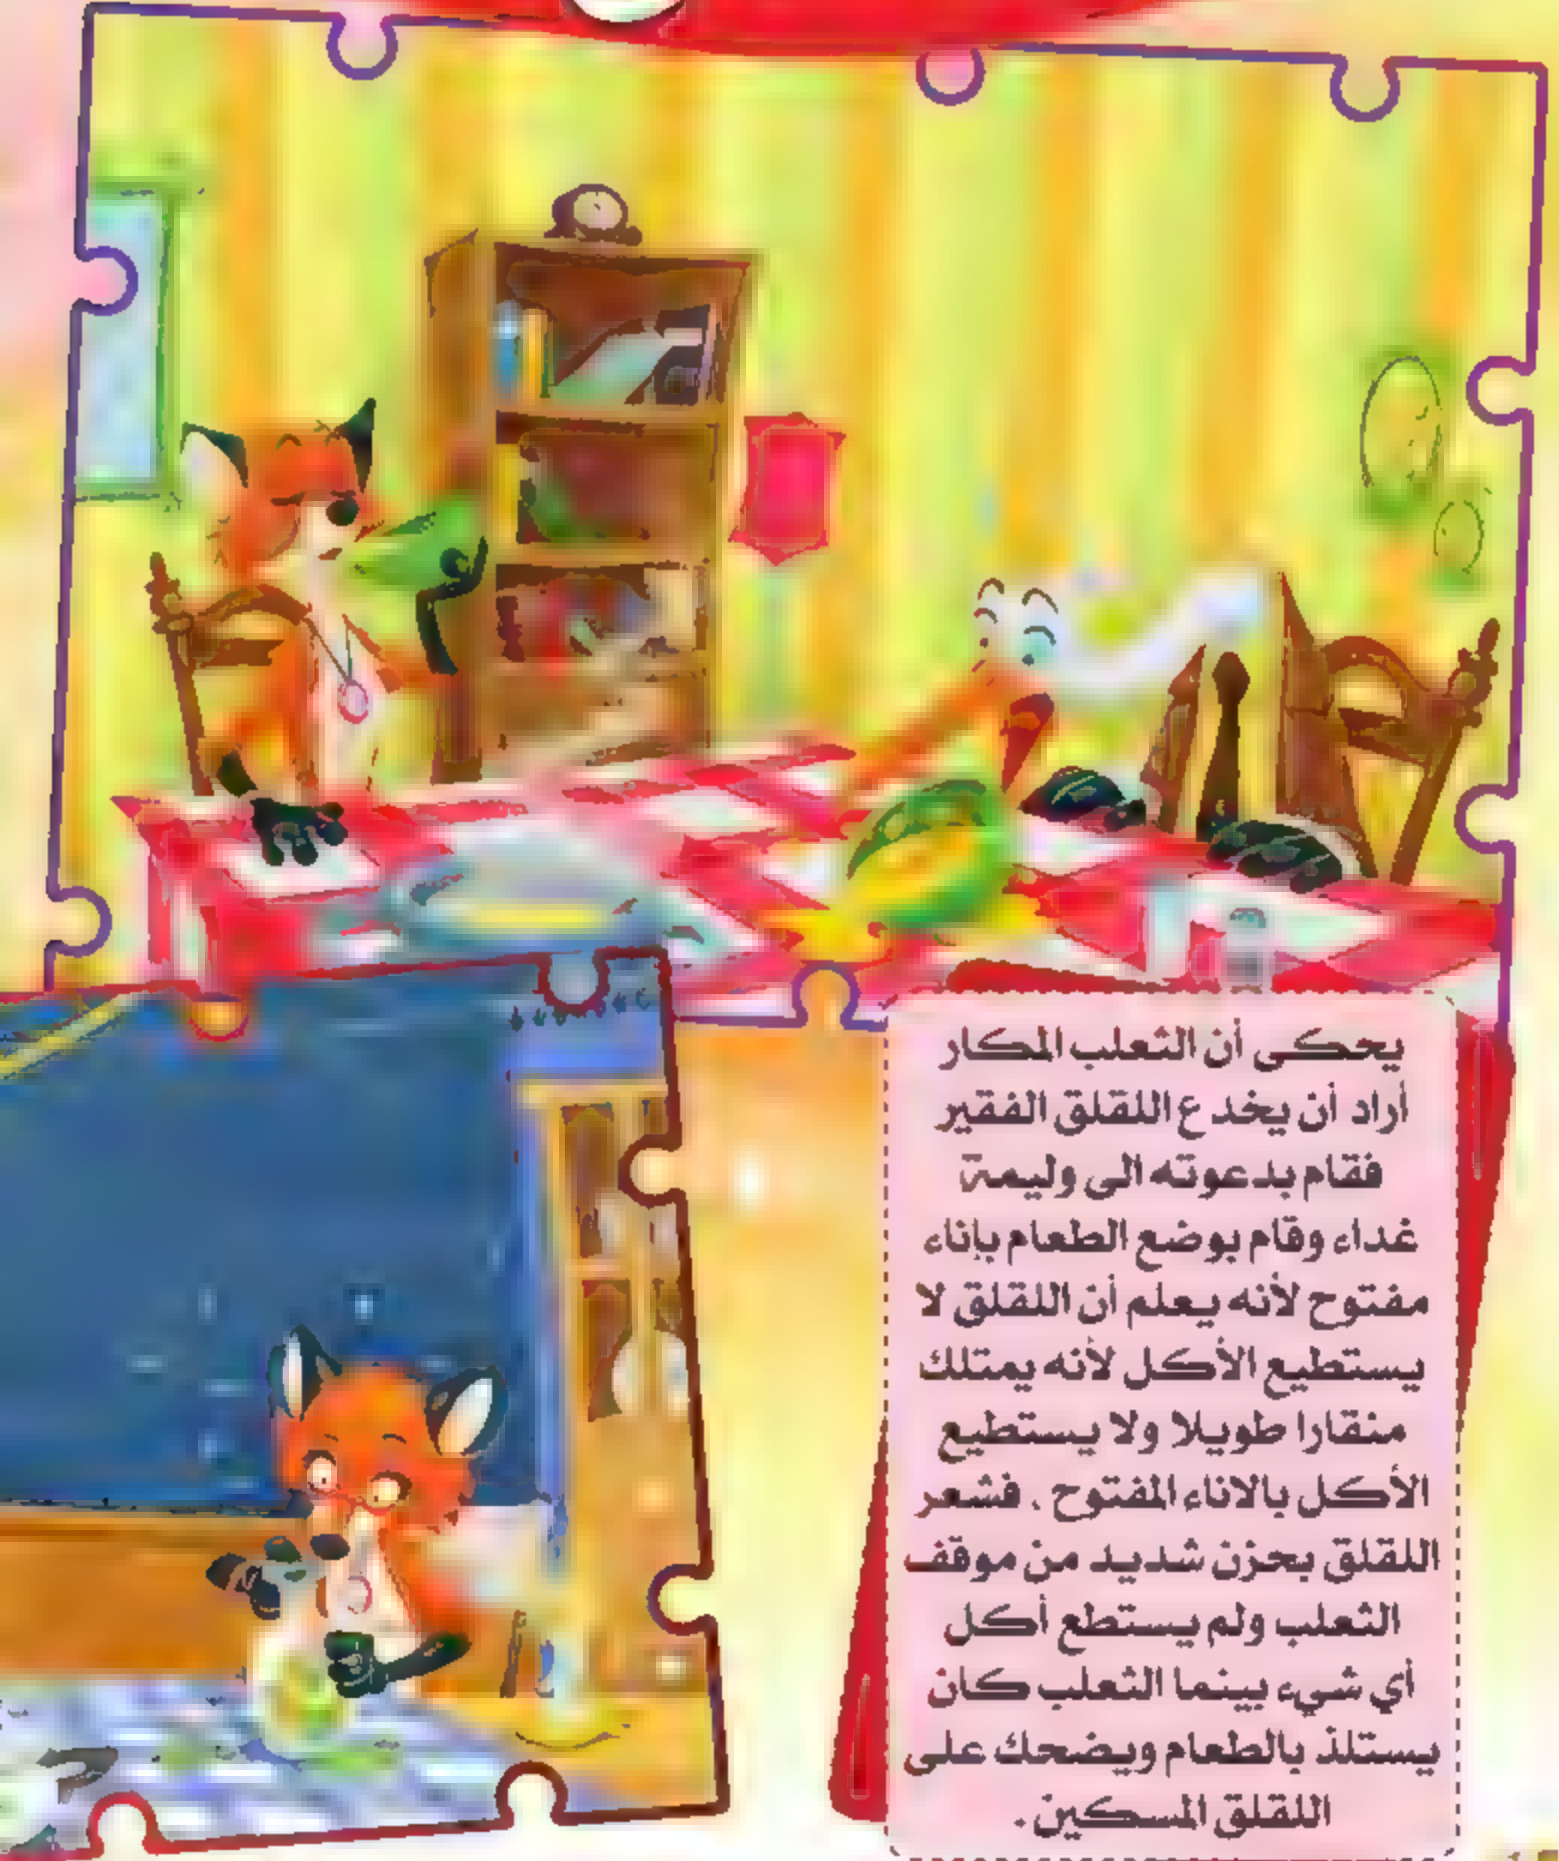 يحكى أن الثعلب المكار
أراد أن يخدع اللقلق الفقير
فقام بدعوته الى وليمة
غداء وقام بوضع الطعام بإناء
مفتوح لأنه يعلم أن اللقلق لا
يستطيع الأكل لأنه يمتلك
منقارا طويلا ولا يستطيع
الأكل بالاناء المفتوح . فشعر
اللقلق بحزن شديد من موقف
الثعلب ولم يستطع أكل
أي شيء بينما الثعلب كان
يستلذ بالطعام ويضحك على
اللقلق المسكين .